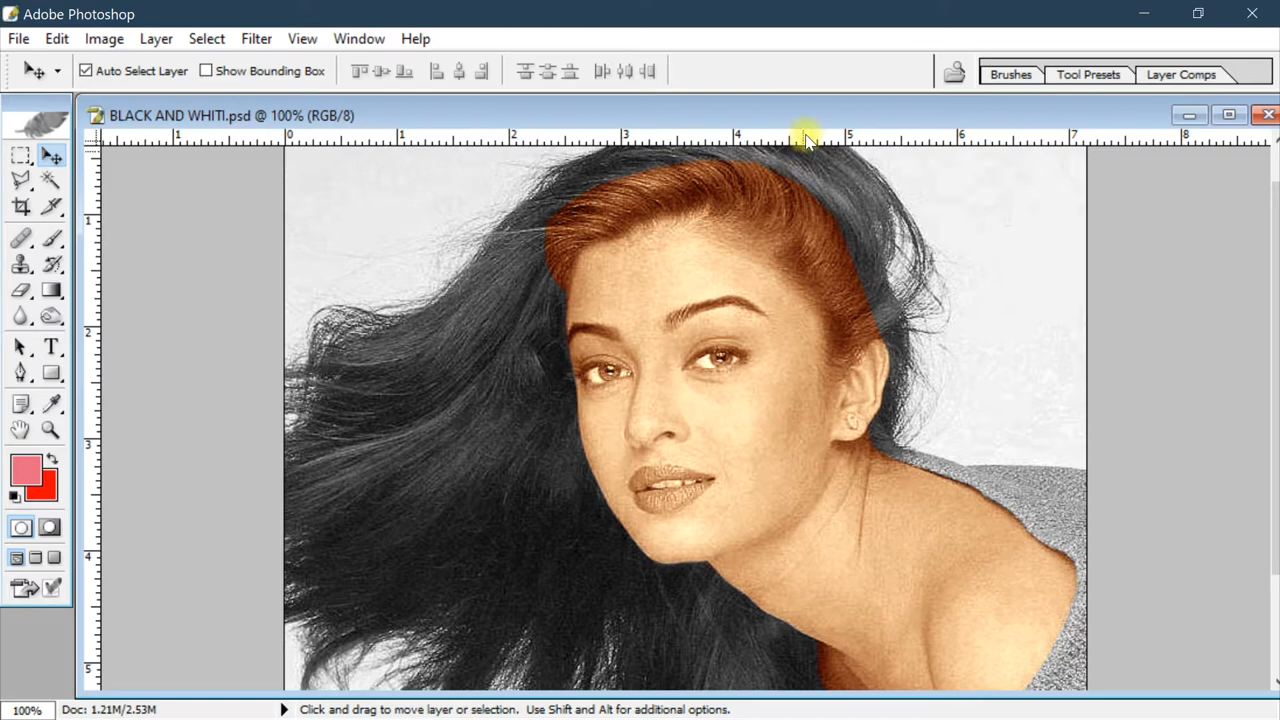 Adobe Photoshop
File Edit Image Layer Select Filter View Window Help
Auto Select Layer Show Bounding Box Brushes Tool Presets Layer Comps
BLACK AND WHITI.psd @ 100% (RGB/8)
1 0 1 2 3 4 5 6 7 8
1
2
3
4
5
100% Doc: 1.21M/2.53M Click and drag to move layer or selection. Use Shift and Alt for additional options.